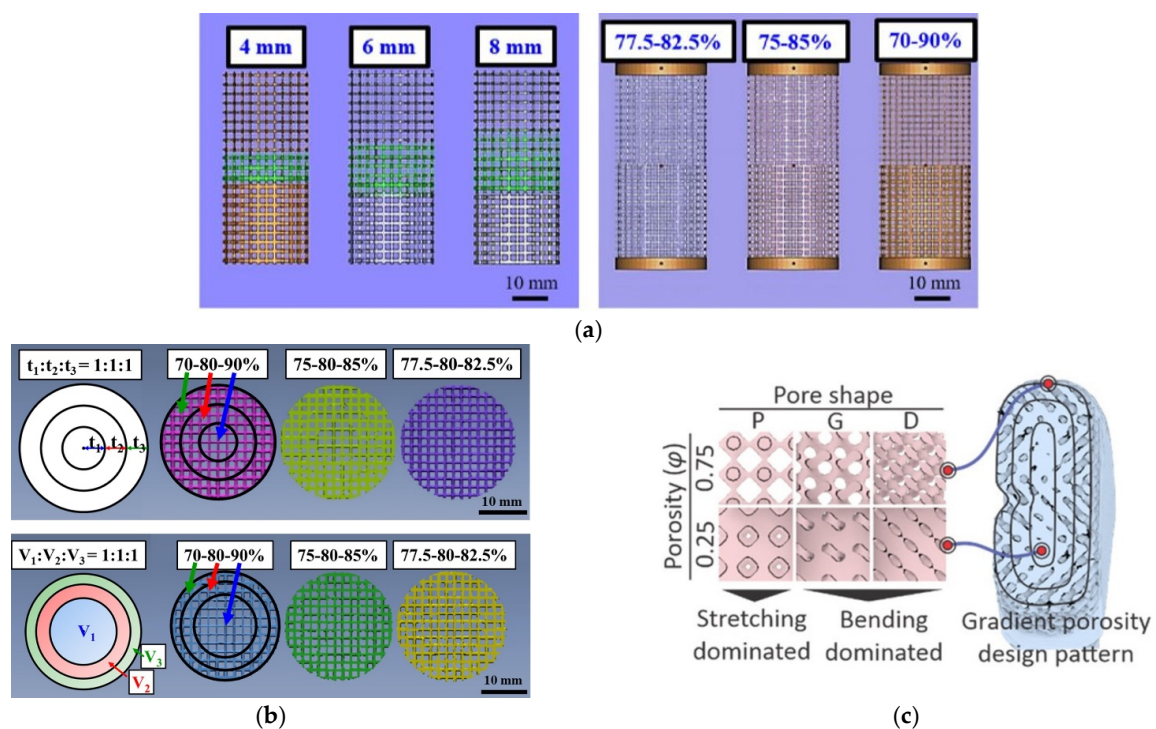 4 mm
6 mm
8 mm
10 mm
77.5-82.5%
75-85%
70-90%
10 mm
(a)
t₁:t₂:t₃ = 1:1:1
70-80-90%
75-80-85%
77.5-80-82.5%
t₁
t₂
t₃
10 mm
V₁:V₂:V₃ = 1:1:1
70-80-90%
75-80-85%
77.5-80-82.5%
V₁
V₃
V₂
10 mm
(b)
Pore shape
P G D
Porosity (φ)
0.75
0.25
Stretching
dominated
Bending
dominated
Gradient porosity
design pattern
(c)